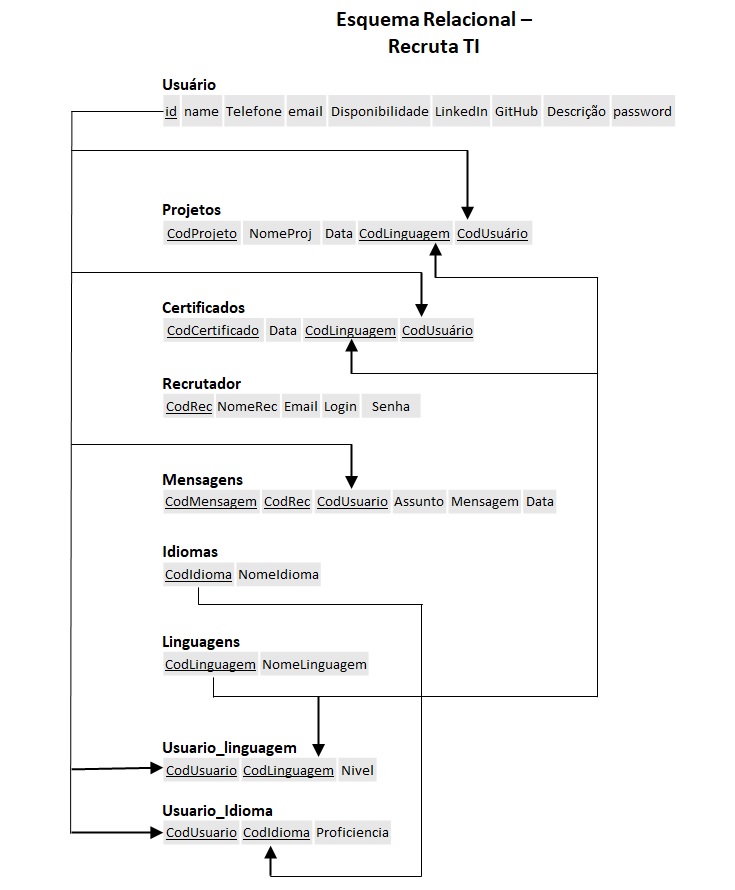 Esquema Relacional –
Recruta TI
Usuário
id name Telefone email Disponibilidade LinkedIn GitHub Descrição password
Projetos
CodProjeto NomeProj Data CodLinguagem CodUsuário
Certificados
CodCertificado Data CodLinguagem CodUsuário
Recrutador
CodRec NomeRec Email Login Senha
Mensagens
CodMensagem CodRec CodUsuario Assunto Mensagem Data
Idiomas
CodIdioma NomeIdioma
Linguagens
CodLinguagem NomeLinguagem
Usuario_linguagem
CodUsuario CodLinguagem Nivel
Usuario_Idioma
CodUsuario CodIdioma Proficiencia